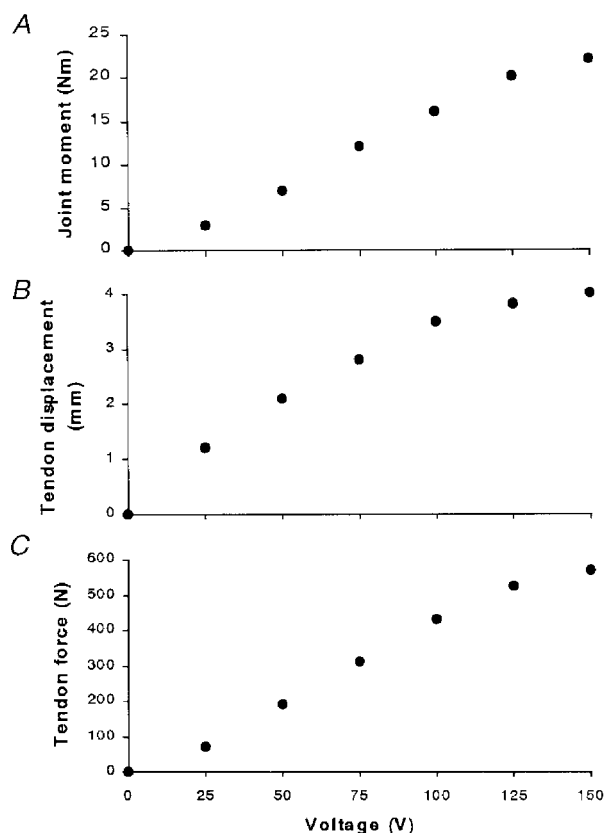 A
Joint moment (Nm)
25
20
15
10
5
0
B
Tendon displacement
(mm)
4
3
2
1
0
C
Tendon force (N)
600
500
400
300
200
100
0
0 25 50 75 100 125 150
Voltage (V)